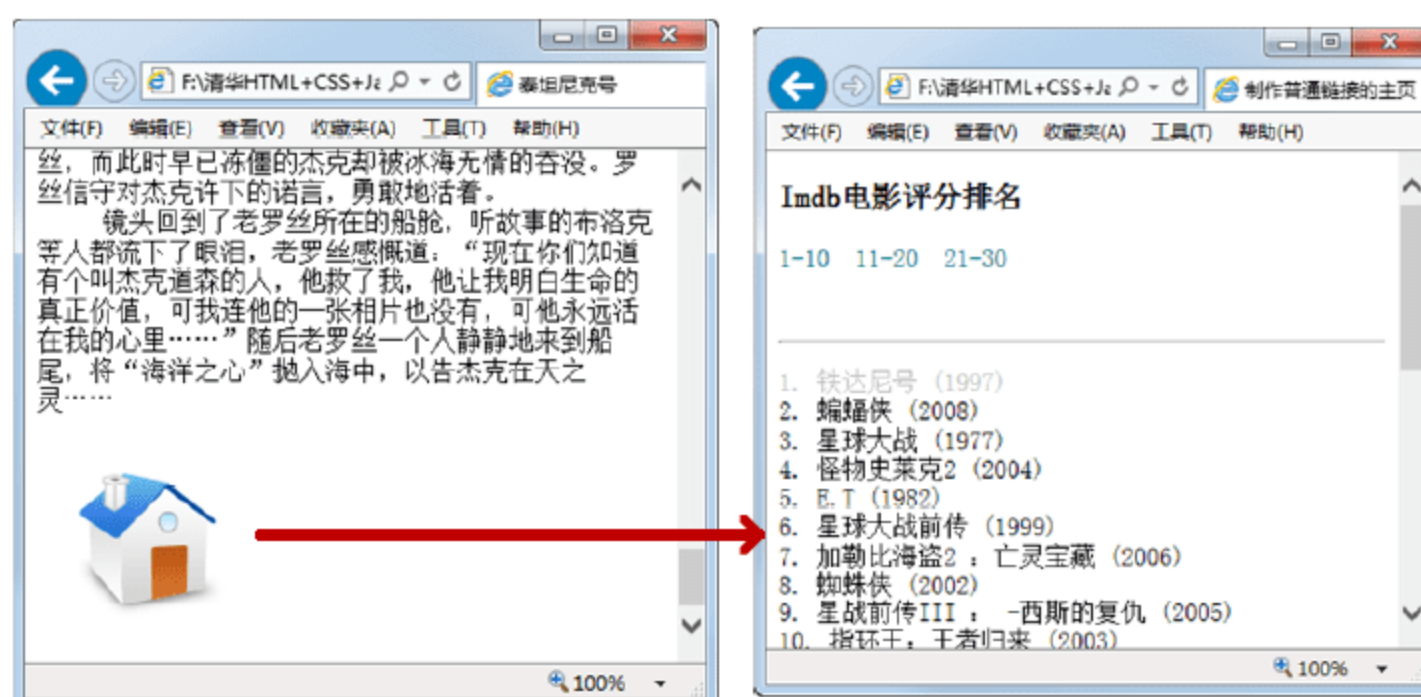 F:\清华HTML+CSS+Ja
泰坦尼克号
文件(F) 编辑(E) 查看(V) 收藏夹(A) 工具(T) 帮助(H)
丝，而此时早已冻僵的杰克却被冰海无情的吞没。罗
丝信守对杰克许下的诺言，勇敢地活着。
镜头回到了老罗丝所在的船舱，听故事的布洛克
等人都流下了眼泪，老罗丝感慨道：“现在你们知道
有个叫杰克道森的人，他救了我，他让我明白生命的
真正价值，可我连他的一张相片也没有，可他永远活
在我的心里……”随后老罗丝一个人静静地来到船
尾，将“海洋之心”抛入海中，以告杰克在天之
灵……
100%
F:\清华HTML+CSS+Ja
制作普通链接的主页
文件(F) 编辑(E) 查看(V) 收藏夹(A) 工具(T) 帮助(H)
Imdb电影评分排名
1-10 11-20 21-30
1. 铁达尼号 (1997)
2. 蝙蝠侠 (2008)
3. 星球大战 (1977)
4. 怪物史莱克2 (2004)
5. E.T (1982)
6. 星球大战前传 (1999)
7. 加勒比海盗2 ：亡灵宝藏 (2006)
8. 蜘蛛侠 (2002)
9. 星战前传III ： -西斯的复仇 (2005)
10. 指环王：王者归来 (2003)
100%